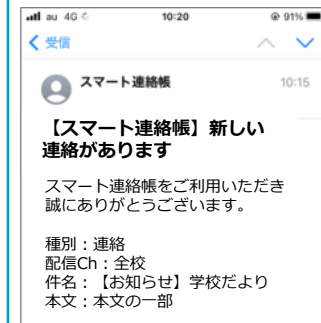 au 4G 10:20 91%
受信
スマート連絡帳 10:15
【スマート連絡帳】新しい
連絡があります
スマート連絡帳をご利用いただき
誠にありがとうございます。
種別：連絡
配信Ch：全校
件名：【お知らせ】学校だより
本文：本文の一部